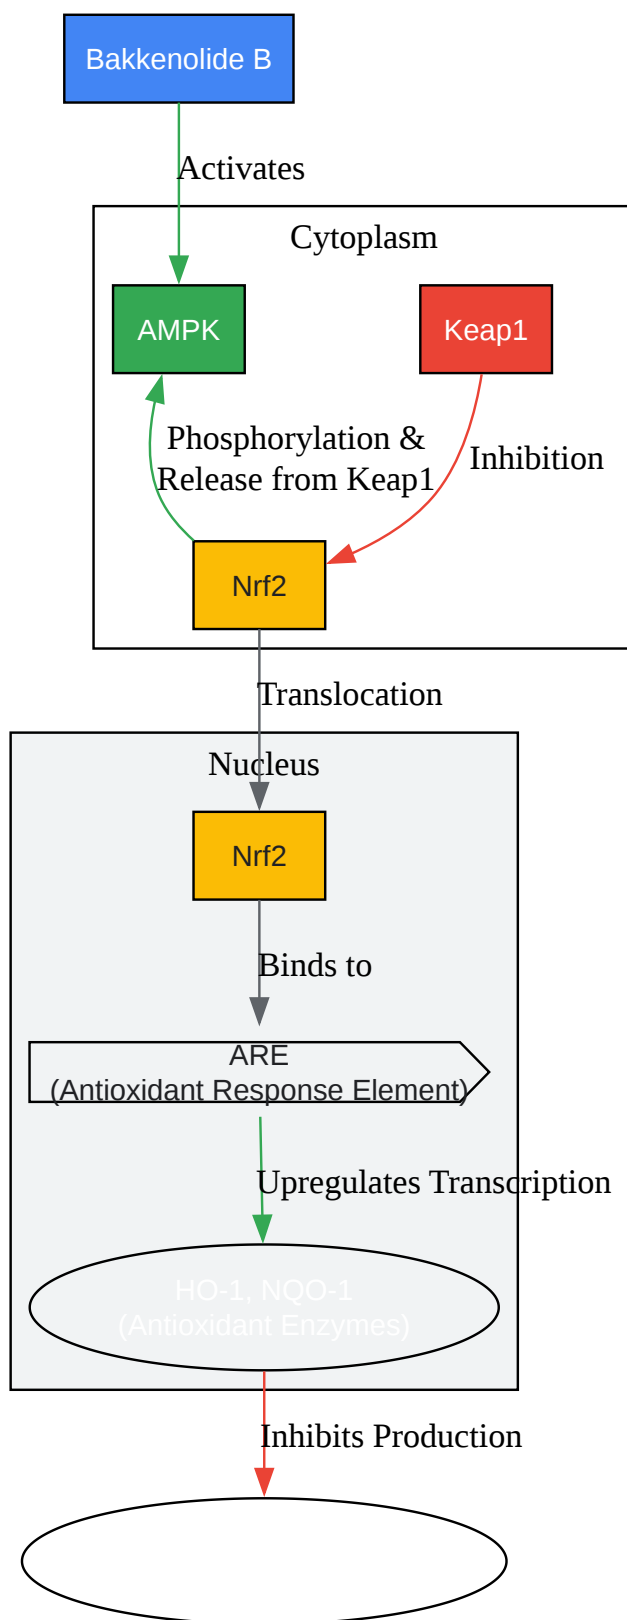 Bakkenolide B
Activates
Cytoplasm
AMPK
Keap1
Phosphorylation &
Release from Keap1
Inhibition
Nrf2
Translocation
Nucleus
Nrf2
Binds to
ARE
(Antioxidant Response Element)
Upregulates Transcription
HO-1, NQO-1
(Antioxidant Enzymes)
Inhibits Production